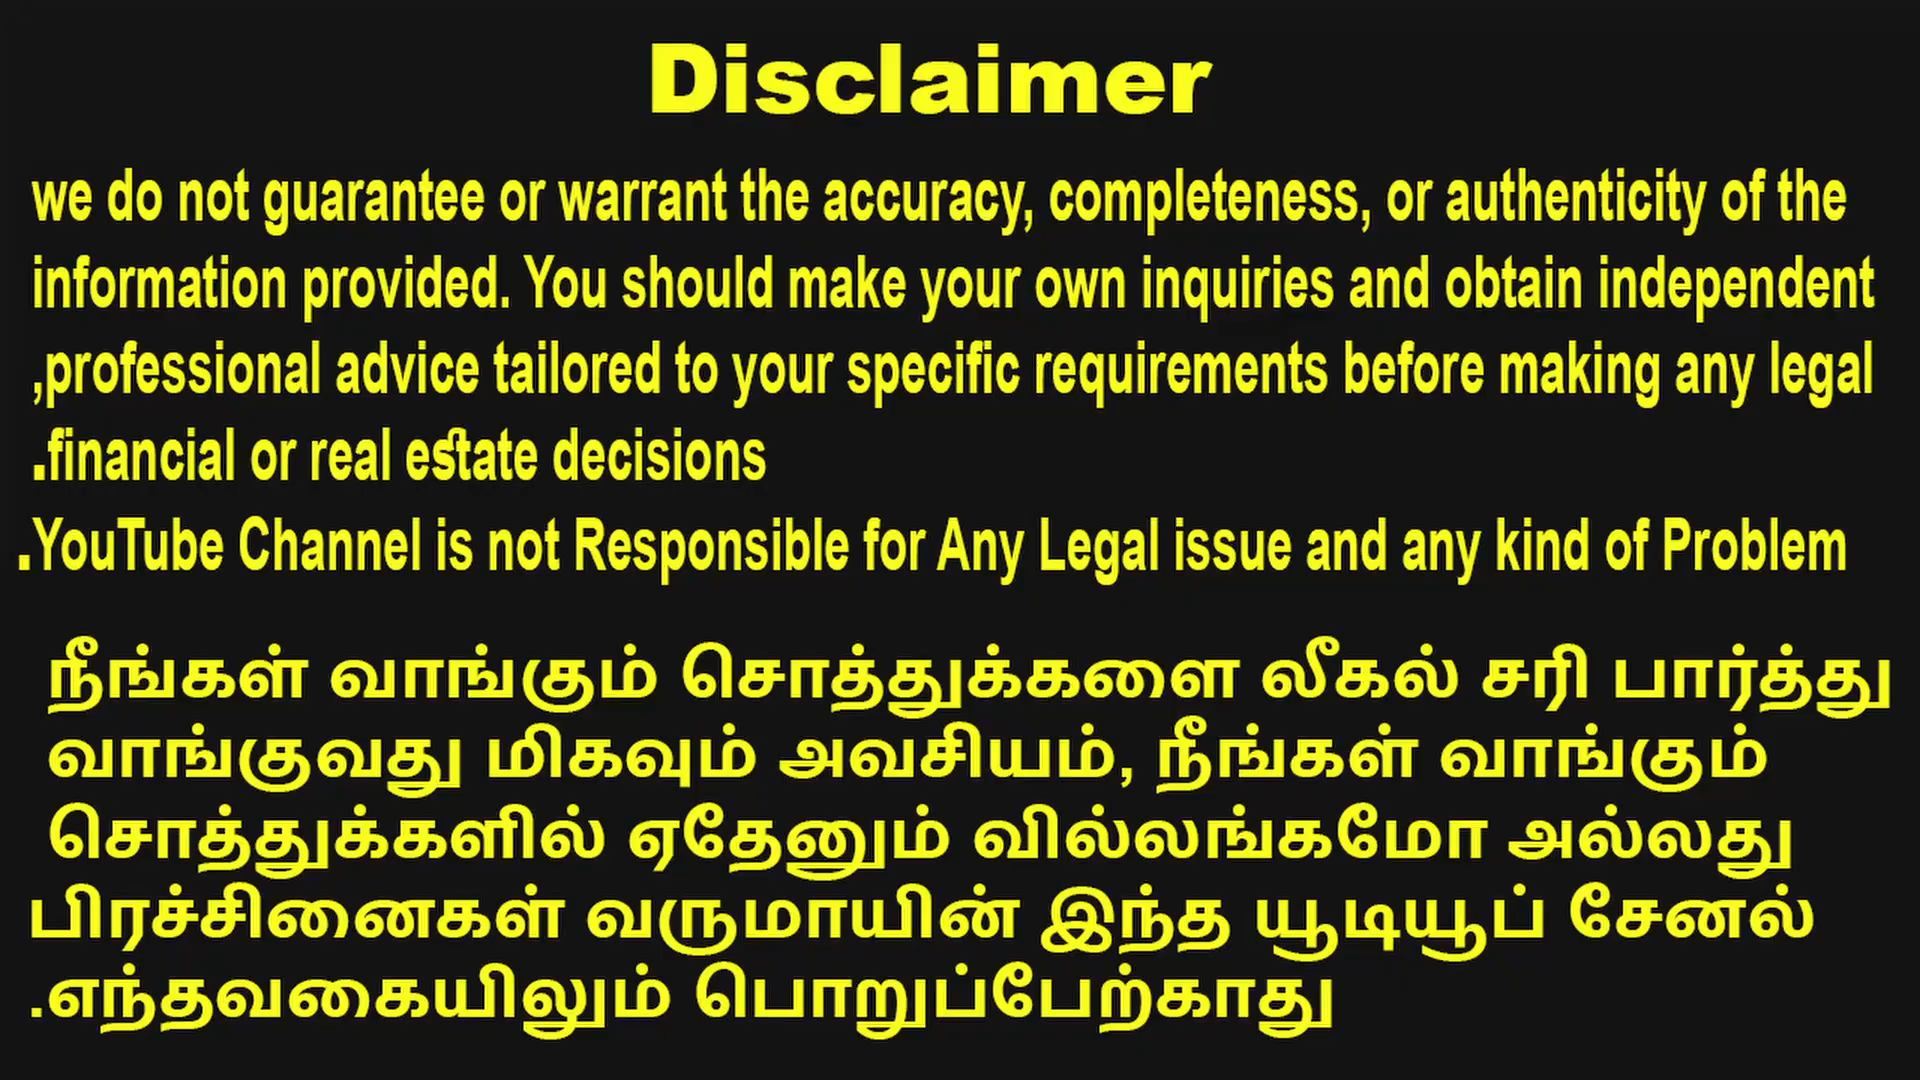 Disclaimer
we do not guarantee or warrant the accuracy, completeness, or authenticity of the
information provided. You should make your own inquiries and obtain independent
,professional advice tailored to your specific requirements before making any legal
.financial or real estate decisions
.YouTube Channel is not Responsible for Any Legal issue and any kind of Problem
நீங்கள் வாங்கும் சொத்துக்களை லீகல் சரி பார்த்து
வாங்குவது மிகவும் அவசியம், நீங்கள் வாங்கும்
சொத்துக்களில் ஏதேனும் வில்லங்கமோ அல்லது
பிரச்சினைகள் வருமாயின் இந்த யூடியூப் சேனல்
.எந்தவகையிலும் பொறுப்பேற்காது